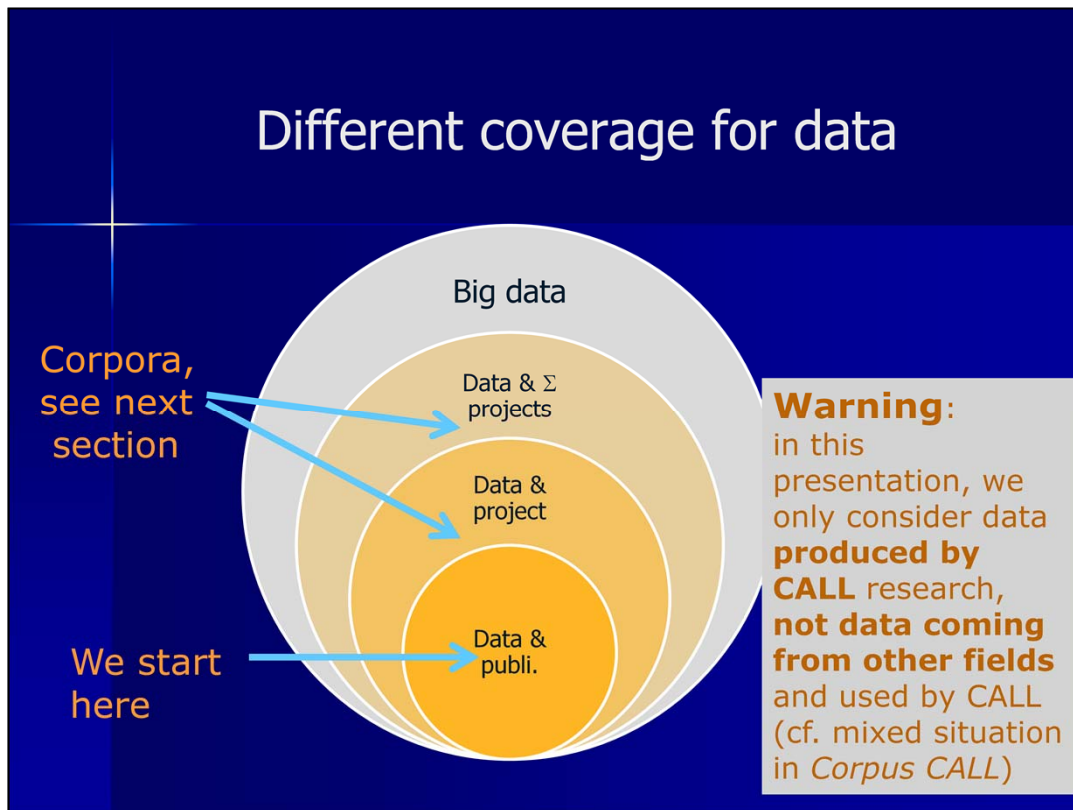 Different coverage for data
Big data
Corpora,
see next
section
Data & Σ
projects
Data &
project
We start
here
Data &
publi.
Warning:
in this
presentation, we
only consider data
produced by
CALL research,
not data coming
from other fields
and used by CALL
(cf. mixed situation
in Corpus CALL)